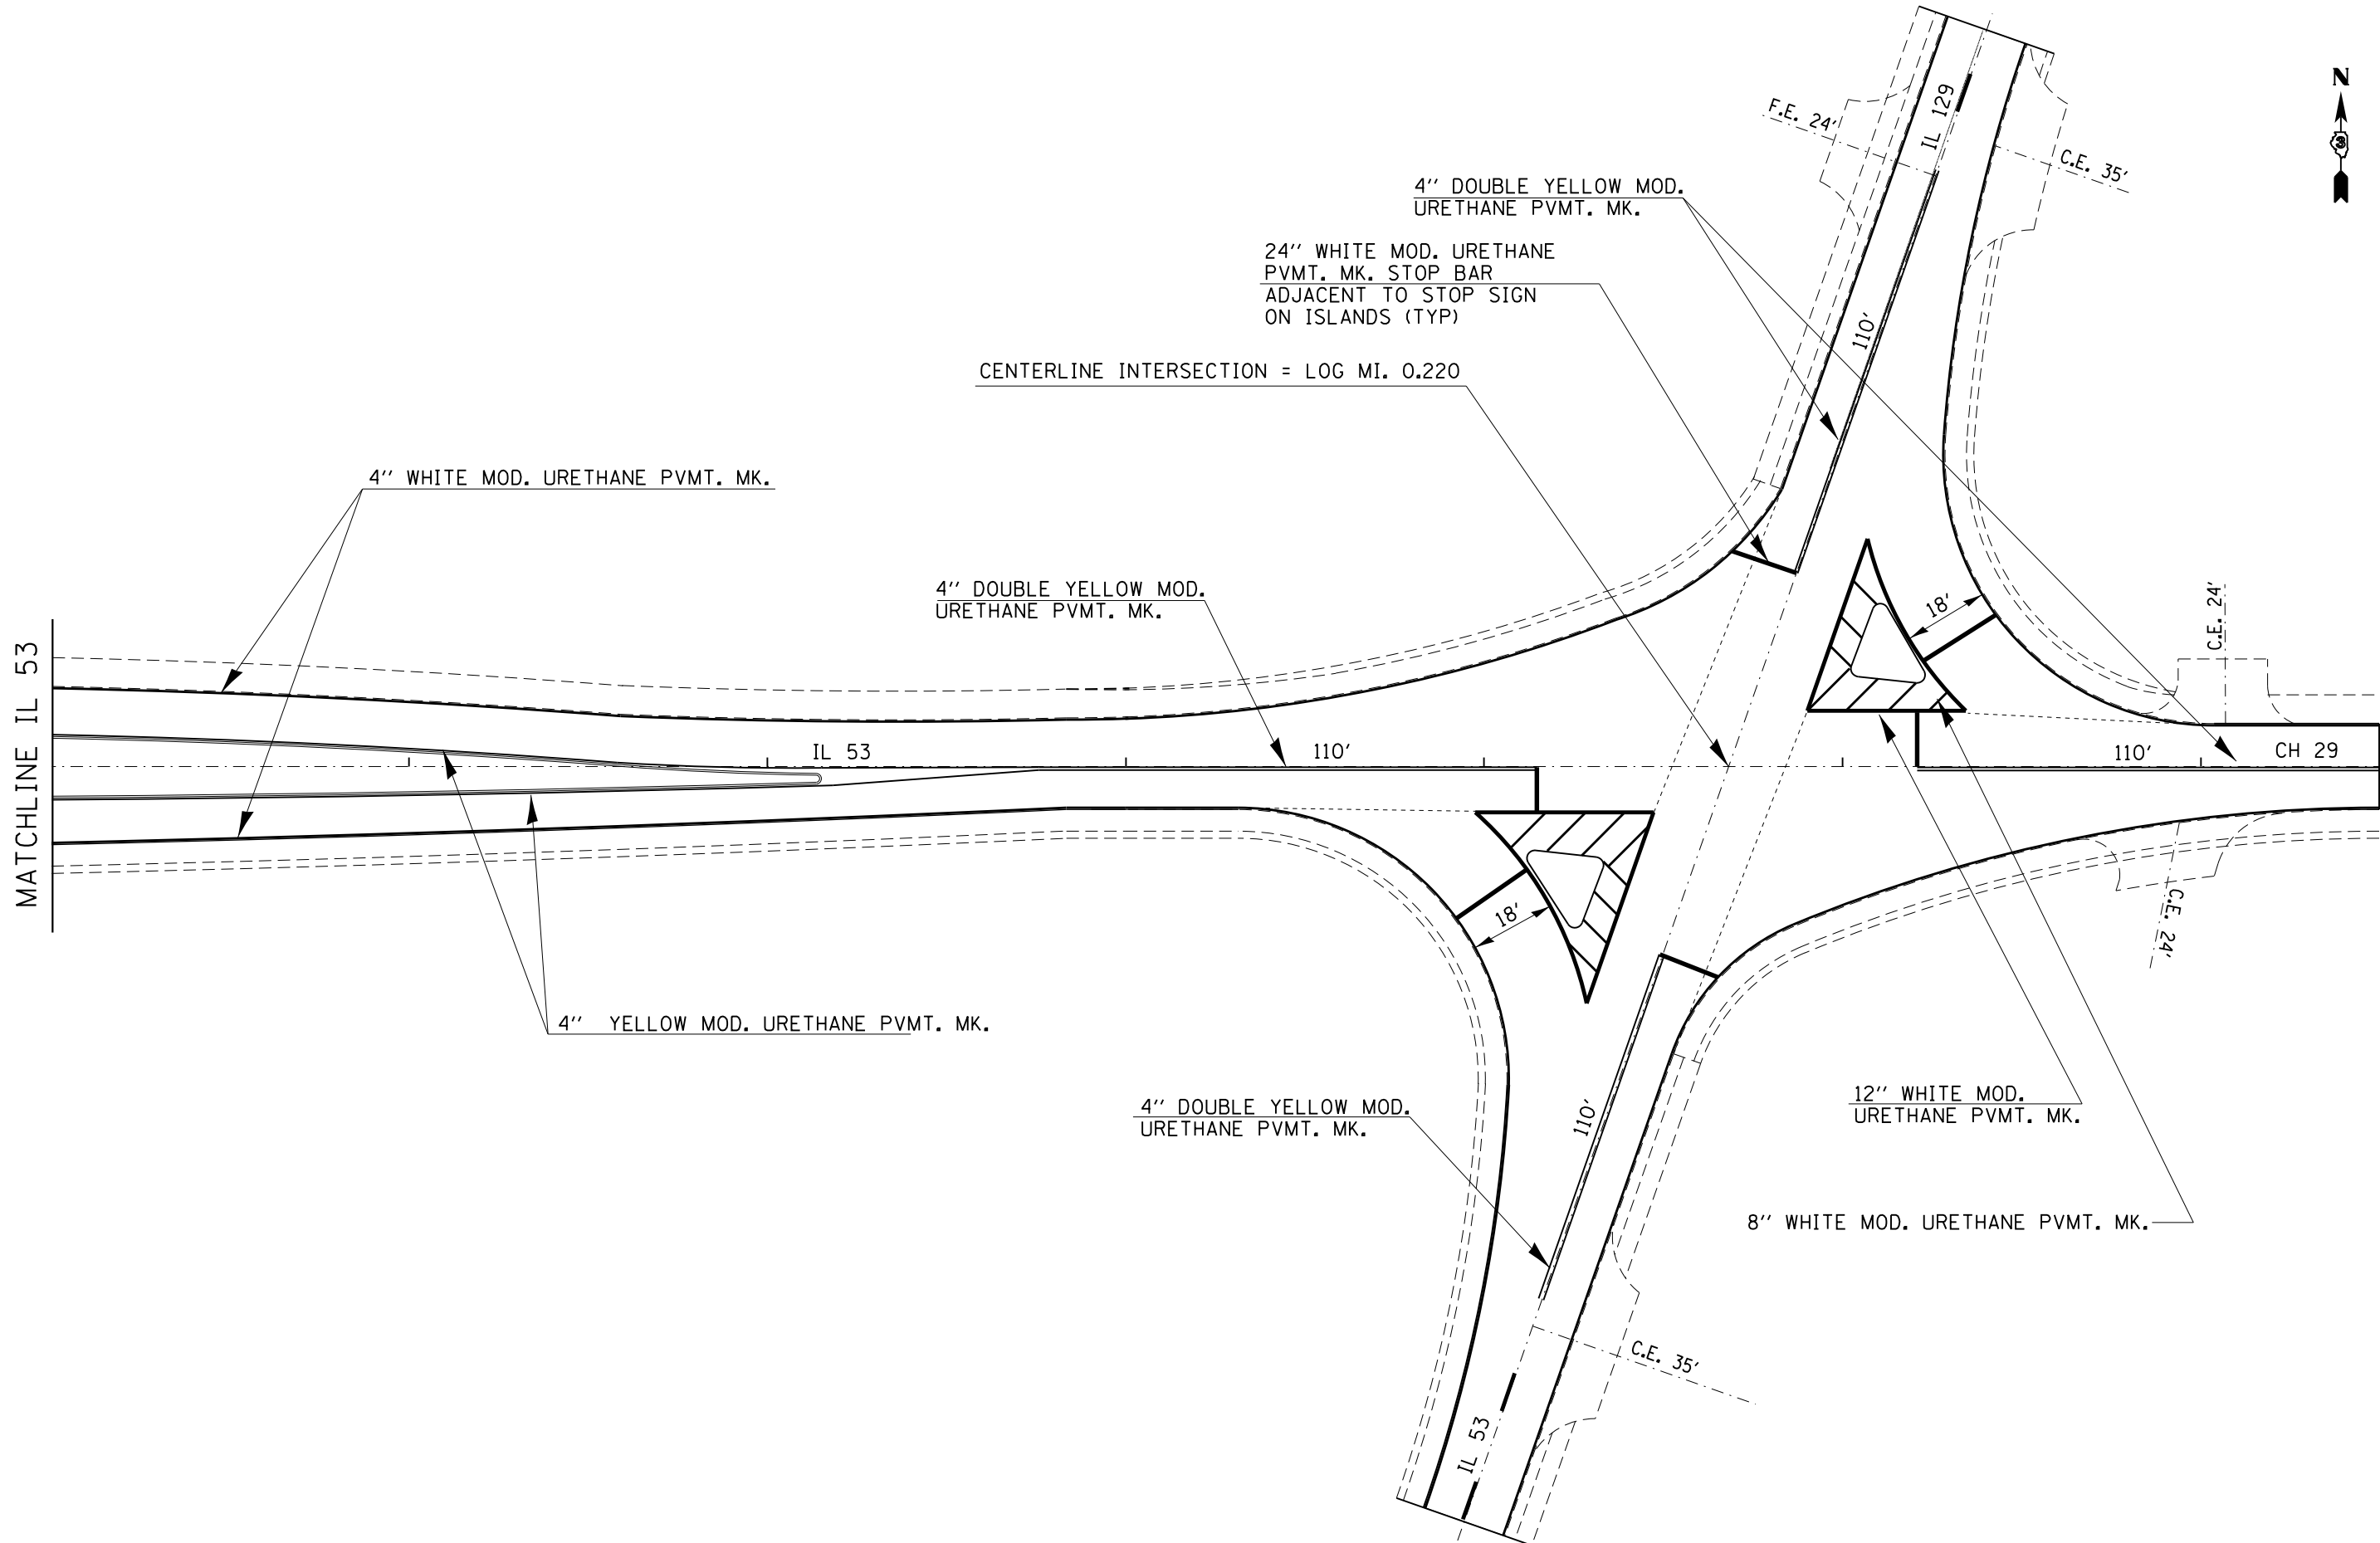 N
3
IL 129
F.E. 24'
C.E. 35'
4'' DOUBLE YELLOW MOD.
URETHANE PVMT. MK.
24'' WHITE MOD. URETHANE
PVMT. MK. STOP BAR
ADJACENT TO STOP SIGN
ON ISLANDS (TYP)
110'
CENTERLINE INTERSECTION = LOG MI. 0.220
4'' WHITE MOD. URETHANE PVMT. MK.
4'' DOUBLE YELLOW MOD.
URETHANE PVMT. MK.
18'
C.E. 24'
MATCHLINE IL 53
IL 53
110'
110'
CH 29
18'
C.E. 24'
4'' YELLOW MOD. URETHANE PVMT. MK.
4'' DOUBLE YELLOW MOD.
URETHANE PVMT. MK.
110'
12'' WHITE MOD.
URETHANE PVMT. MK.
8'' WHITE MOD. URETHANE PVMT. MK.
C.E. 35'
IL 53